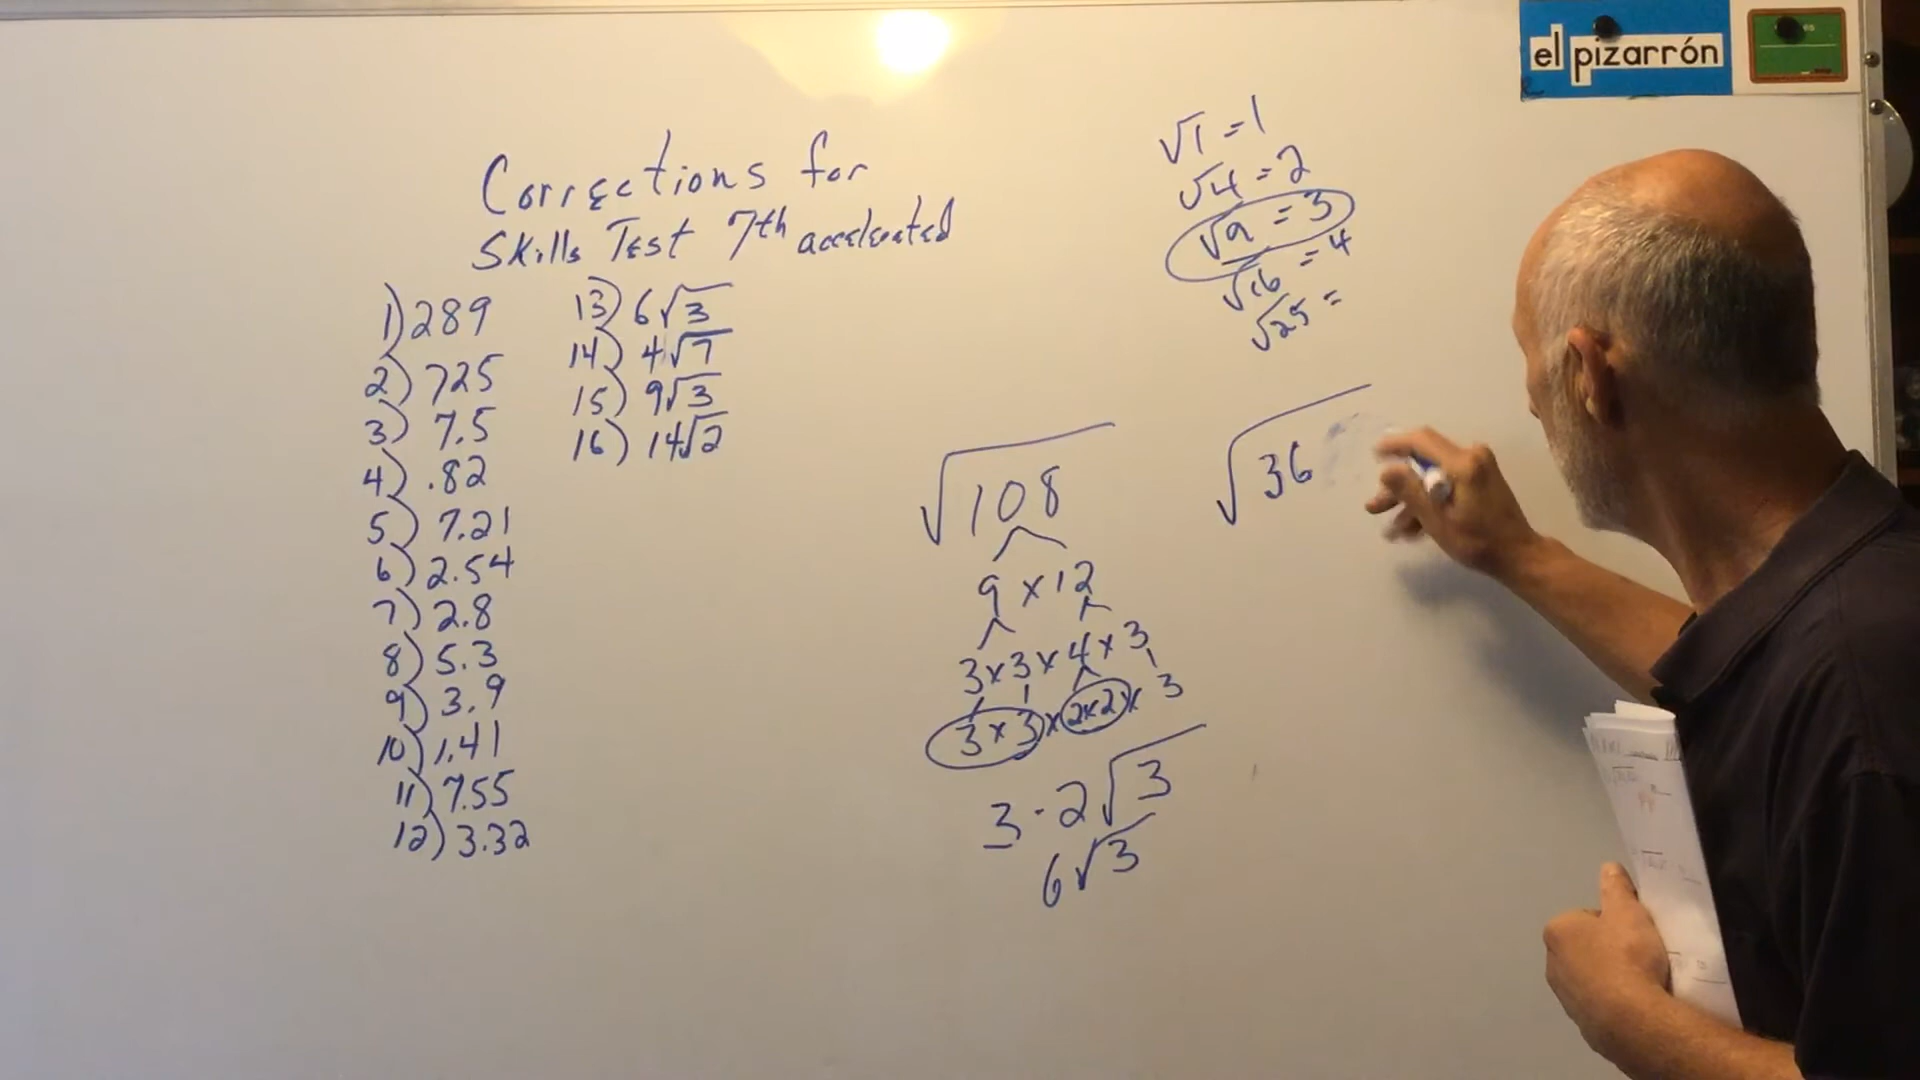 el pizarrón
Corrections for
Skills Test 7th accelerated
1) 289
2) 725
3) 7.5
4) .82
5) 7.21
6) 2.54
7) 2.8
8) 5.3
9) 3.9
10) 1.41
11) 7.55
12) 3.32
13) 6√3
14) 4√7
15) 9√3
16) 14√2
√1 = 1
√4 = 2
√9 = 3
√16 = 4
√25 =
√108
9 x 12
3 x 3 x 4 x 3
3 x 3 x 2 x 2 x 3
3 · 2√3
6√3
√36